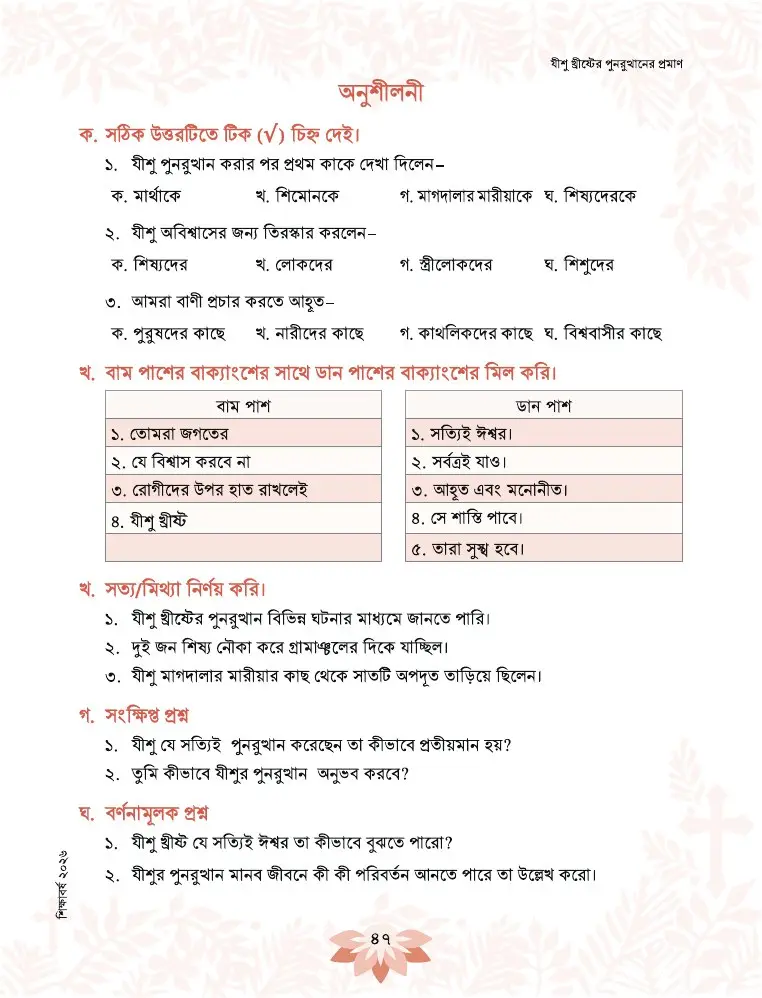 যীশু খ্রীষ্টের পুনরুত্থানের প্রমাণ
অনুশীলনী
ক. সঠিক উত্তরটিতে টিক (√) চিহ্ন দেই।
১. যীশু পুনরুত্থান করার পর প্রথম কাকে দেখা দিলেন–
ক. মার্থাকে খ. শিমোনকে গ. মাগদালার মারীয়াকে ঘ. শিষ্যদেরকে
২. যীশু অবিশ্বাসের জন্য তিরস্কার করলেন–
ক. শিষ্যদের খ. লোকদের গ. স্ত্রীলোকদের ঘ. শিশুদের
৩. আমরা বাণী প্রচার করতে আহূত–
ক. পুরুষদের কাছে খ. নারীদের কাছে গ. কাথলিকদের কাছে ঘ. বিশ্ববাসীর কাছে
খ. বাম পাশের বাক্যাংশের সাথে ডান পাশের বাক্যাংশের মিল করি।
বাম পাশ ডান পাশ
১. তোমরা জগতের ১. সত্যিই ঈশ্বর।
২. যে বিশ্বাস করবে না ২. সর্বত্রই যাও।
৩. রোগীদের উপর হাত রাখলেই ৩. আহূত এবং মনোনীত।
৪. যীশু খ্রীষ্ট ৪. সে শাস্তি পাবে।
৫. তারা সুস্থ হবে।
খ. সত্য/মিথ্যা নির্ণয় করি।
১. যীশু খ্রীষ্টের পুনরুত্থান বিভিন্ন ঘটনার মাধ্যমে জানতে পারি।
২. দুই জন শিষ্য নৌকা করে গ্রামাঞ্চলের দিকে যাচ্ছিল।
৩. যীশু মাগদালার মারীয়ার কাছ থেকে সাতটি অপদূত তাড়িয়ে ছিলেন।
গ. সংক্ষিপ্ত প্রশ্ন
১. যীশু যে সত্যিই পুনরুত্থান করেছেন তা কীভাবে প্রতীয়মান হয়?
২. তুমি কীভাবে যীশুর পুনরুত্থান অনুভব করবে?
ঘ. বর্ণনামূলক প্রশ্ন
১. যীশু খ্রীষ্ট যে সত্যিই ঈশ্বর তা কীভাবে বুঝতে পারো?
২. যীশুর পুনরুত্থান মানব জীবনে কী কী পরিবর্তন আনতে পারে তা উল্লেখ করো।
শিক্ষাবর্ষ ২০২৬
৪৭